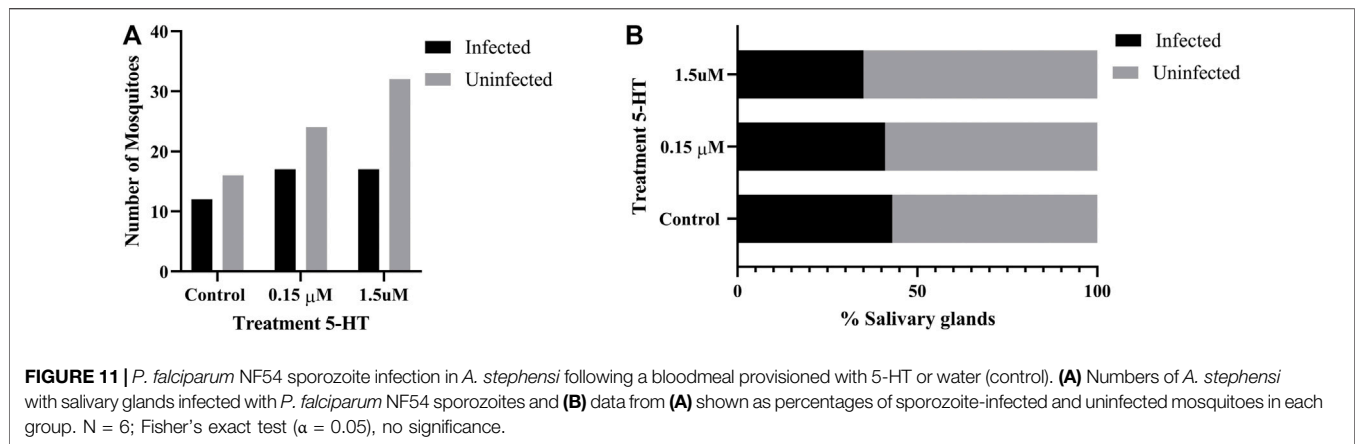 A
40
30
20
10
0
Number of Mosquitoes
Infected
Uninfected
Control 0.15 μM 1.5uM
Treatment 5-HT
B
Treatment 5-HT
1.5uM
0.15 μM
Control
0 50 100
% Salivary glands
Infected
Uninfected
FIGURE 11 | P. falciparum NF54 sporozoite infection in A. stephensi following a bloodmeal provisioned with 5-HT or water (control). (A) Numbers of A. stephensi
with salivary glands infected with P. falciparum NF54 sporozoites and (B) data from (A) shown as percentages of sporozoite-infected and uninfected mosquitoes in each
group. N = 6; Fisher's exact test (α = 0.05), no significance.